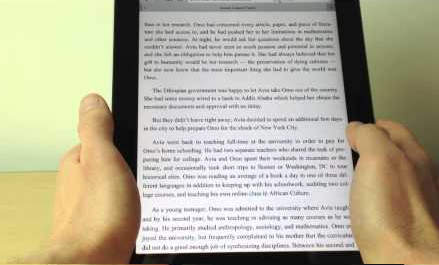 than in her research. Omo had consumed every article, paper, and piece of litera-
ture she had access to, and he had pushed her to her limitations in mathematics
and other sciences. At night, he would ask her questions about the sky that she
couldn't answer. Avia had never seen so much passion and potential in anyone,
and she felt an obligation to help him pursue it. She had always believed that her
gift to humanity would be her research — the preservation of dying cultures —
but she now knew that the most important thing she had to give the world was
Omo.
The Ethiopian government was happy to let Avia take Omo out of the country.
She had some money wired to a bank in Addis Ababa which helped her obtain the
necessary documents and approval with no delay.
But they didn't leave right away; Avia decided to spend an additional few days
in the city to help prepare Omo for the shock of New York City.
Avia went back to teaching full-time at the university in order to pay for
Omo's home schooling. He had two separate teachers who shared the task of pre-
paring him for college. Avia and Omo spent their weekends in museums or the
library, and occasionally took short trips to Boston or Washington, DC to tour
historical sites. Omo was reading an average of a book a day in one of three dif-
ferent languages in addition to keeping up with his schoolwork, auditing two col-
lege courses, and teaching his own online class in African Culture.
As a young teenager, Omo was admitted to the university where Avia taught
and by his second year, he was teaching or advising as many courses as he was
taking. He primarily studied anthropology, sociology, and mathematics. Omo
joyed the university, but frequently complained to his mother that the curriculum
did not do a good enough job of synthesizing disciplines. Between his second and